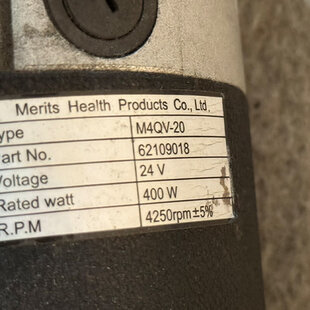 Merits Health Products Co., Ltd.
ype M4QV-20
art No. 62109018
Voltage 24 V
Rated watt 400 W
R.P.M 4250rpm±5%